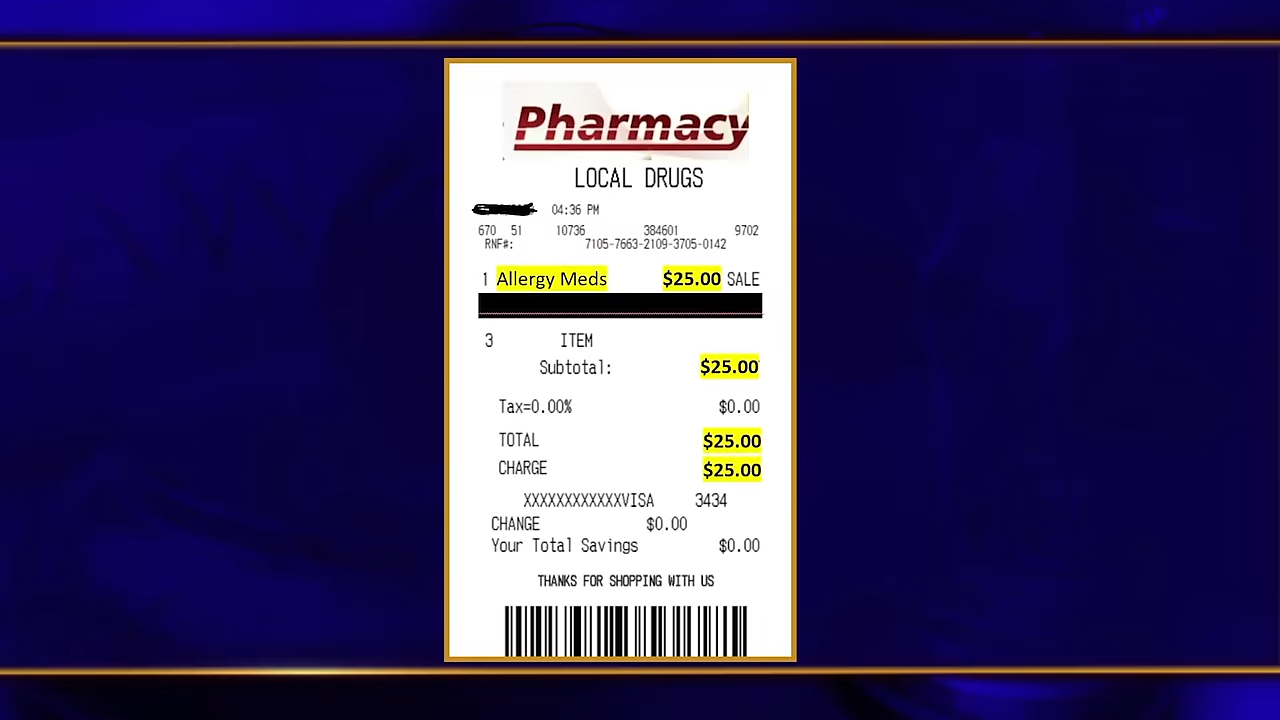 Pharmacy
LOCAL DRUGS
04:36 PM
670 51 10736 384601 9702
RNF#: 7105-7663-2109-3705-0142
1 Allergy Meds $25.00 SALE
3 ITEM
Subtotal: $25.00
Tax=0.00% $0.00
TOTAL $25.00
CHARGE $25.00
XXXXXXXXXXXXVISA 3434
CHANGE $0.00
Your Total Savings $0.00
THANKS FOR SHOPPING WITH US